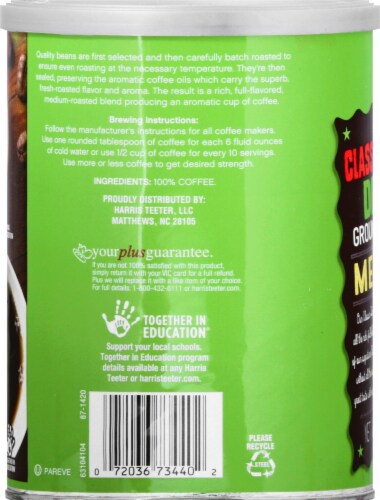 Quality beans are first selected and then carefully batch roasted to
ensure even roasting at the necessary temperature. They're then
sealed, preserving the aromatic coffee oils which carry the superb,
fresh-roasted flavor and aroma. The result is a rich, full-flavored,
medium-roasted blend producing an aromatic cup of coffee.
Brewing Instructions:
Follow the manufacturer's instructions for all coffee makers.
Use one rounded tablespoon of coffee for each 6 fluid ounces
of cold water or use 1/2 cup of coffee for every 10 servings.
Use more or less coffee to get desired strength.
INGREDIENTS: 100% COFFEE.
PROUDLY DISTRIBUTED BY:
HARRIS TEETER, LLC
MATTHEWS, NC 28105
yourplusguarantee.
If you are not 100% satisfied with this product,
simply return it with your VIC card for a full refund.
Plus we will replace it with a like item of your choice.
For full details: 1-800-432-6111 or harristeeter.com.
TOGETHER IN
EDUCATION
Support your local schools.
Together in Education program
details available at any Harris
Teeter or harristeeter.com.
87-1420
63104104
0 72036 73440 2
PLEASE
RECYCLE
STEEL
U PAREVE
CLASS
GROU
ME